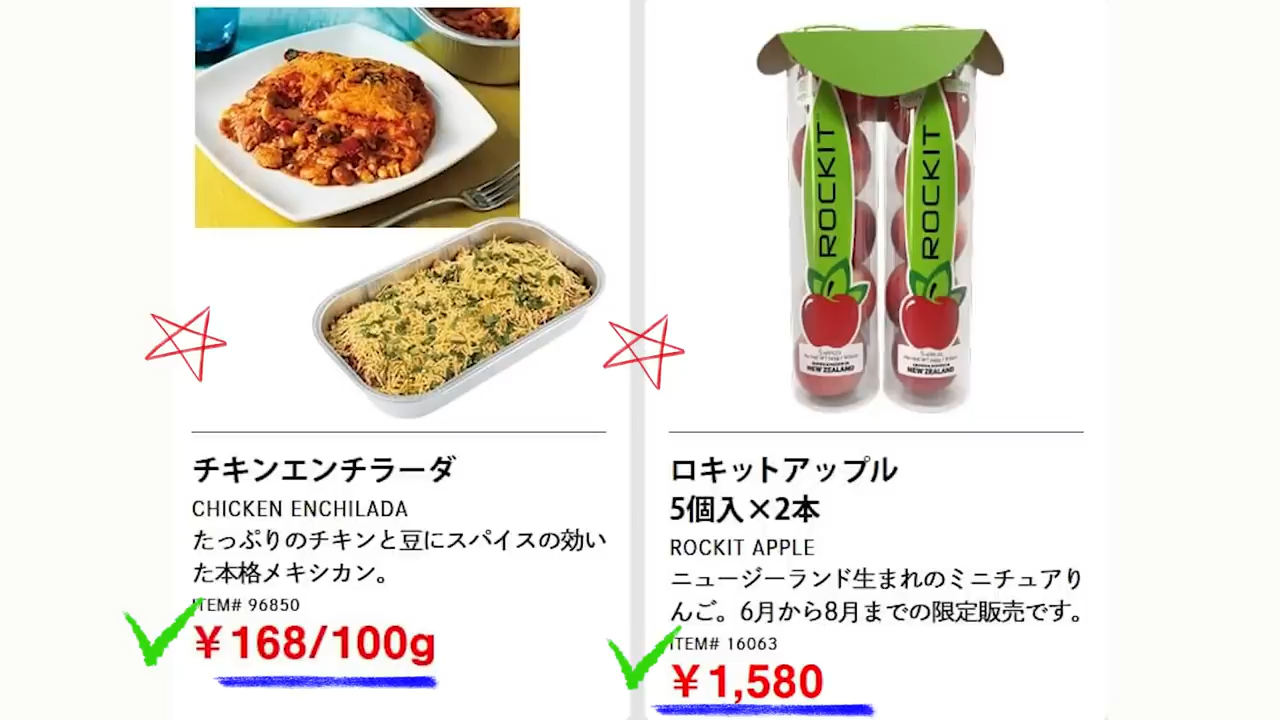 チキンエンチラーダ
CHICKEN ENCHILADA
たっぷりのチキンと豆にスパイスの効い
た本格メキシカン。
ITEM# 96850
￥168/100g
ROCKIT
ROCKIT
NEW ZEALAND
NEW ZEALAND
ロキットアップル
5個入×2本
ROCKIT APPLE
ニュージーランド生まれのミニチュアり
んご。6月から8月までの限定販売です。
ITEM# 16063
￥1,580